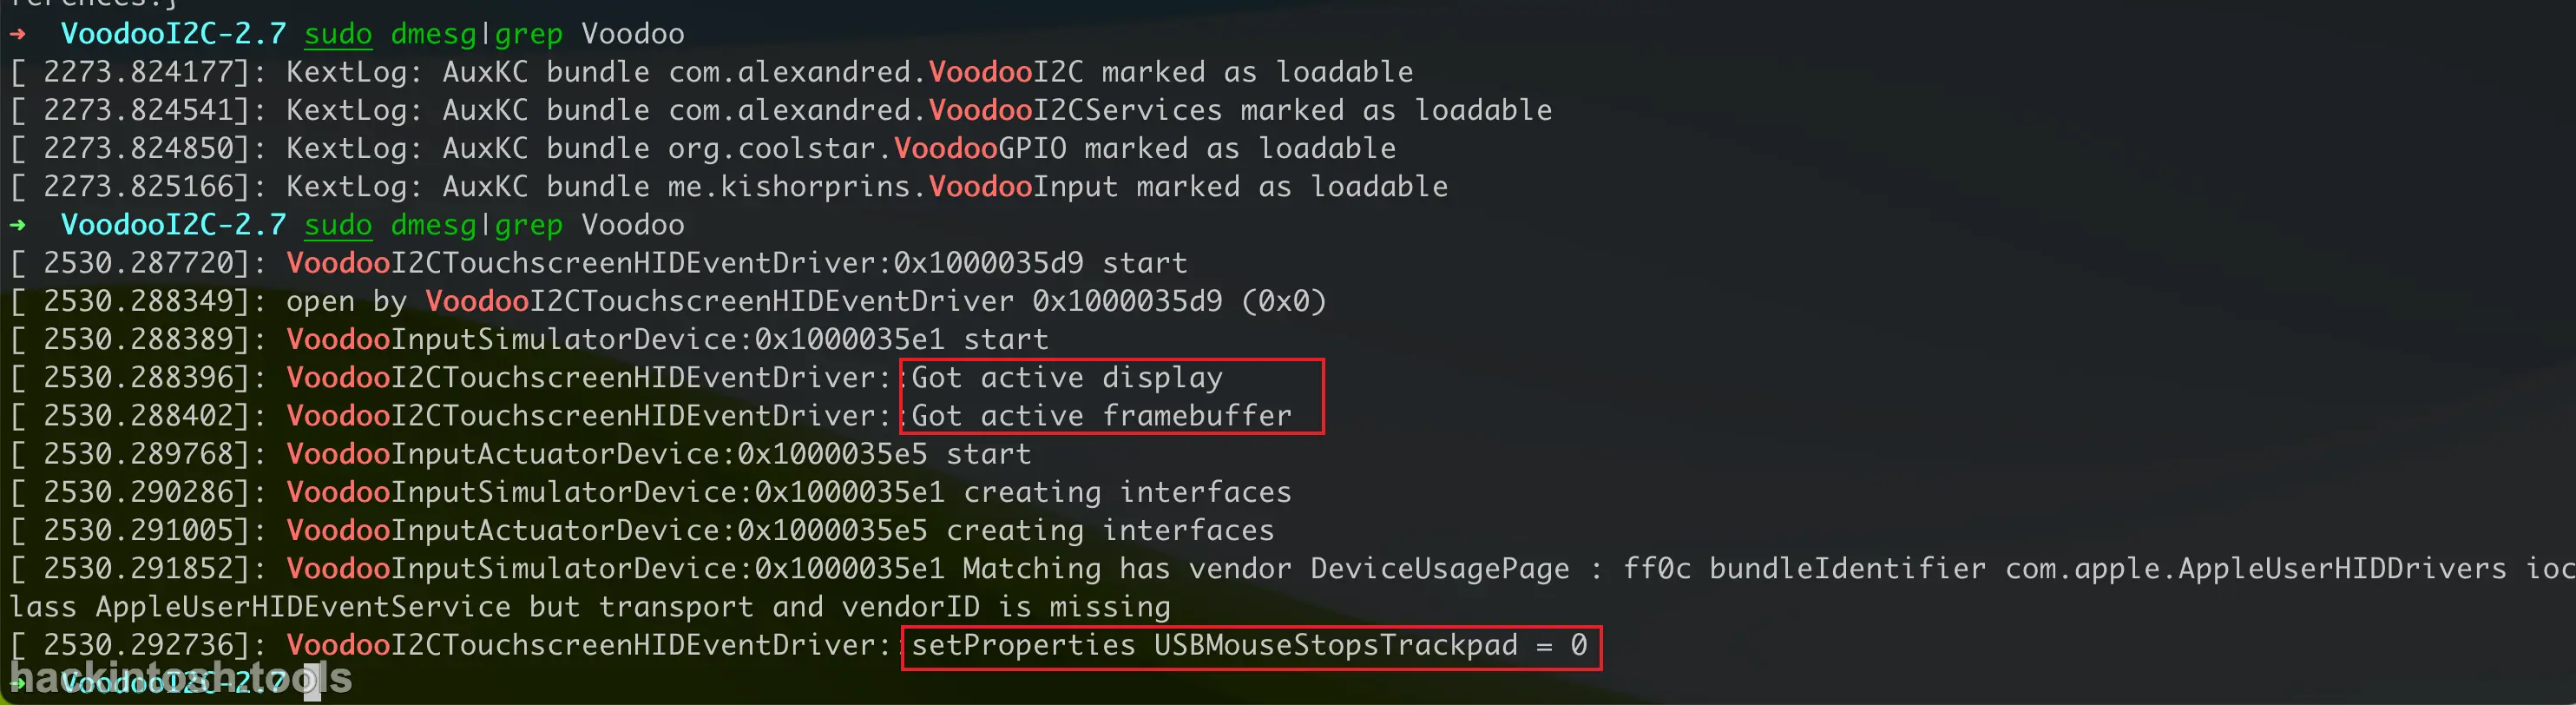 ➜  VoodooI2C-2.7 sudo dmesg|grep Voodoo
[ 2273.824177]: KextLog: AuxKC bundle com.alexandred.VoodooI2C marked as loadable
[ 2273.824541]: KextLog: AuxKC bundle com.alexandred.VoodooI2CServices marked as loadable
[ 2273.824850]: KextLog: AuxKC bundle org.coolstar.VoodooGPIO marked as loadable
[ 2273.825166]: KextLog: AuxKC bundle me.kishorprins.VoodooInput marked as loadable
➜  VoodooI2C-2.7 sudo dmesg|grep Voodoo
[ 2530.287720]: VoodooI2CTouchscreenHIDEventDriver:0x1000035d9 start
[ 2530.288349]: open by VoodooI2CTouchscreenHIDEventDriver 0x1000035d9 (0x0)
[ 2530.288389]: VoodooInputSimulatorDevice:0x1000035e1 start
[ 2530.288396]: VoodooI2CTouchscreenHIDEventDriver::Got active display
[ 2530.288402]: VoodooI2CTouchscreenHIDEventDriver::Got active framebuffer
[ 2530.289768]: VoodooInputActuatorDevice:0x1000035e5 start
[ 2530.290286]: VoodooInputSimulatorDevice:0x1000035e1 creating interfaces
[ 2530.291005]: VoodooInputActuatorDevice:0x1000035e5 creating interfaces
[ 2530.291852]: VoodooInputSimulatorDevice:0x1000035e1 Matching has vendor DeviceUsagePage : ff0c bundleIdentifier com.apple.AppleUserHIDDrivers ioc
lass AppleUserHIDEventService but transport and vendorID is missing
[ 2530.292736]: VoodooI2CTouchscreenHIDEventDriver::setProperties USBMouseStopsTrackpad = 0
➜  VoodooI2C-2.7
hackintosh.tools